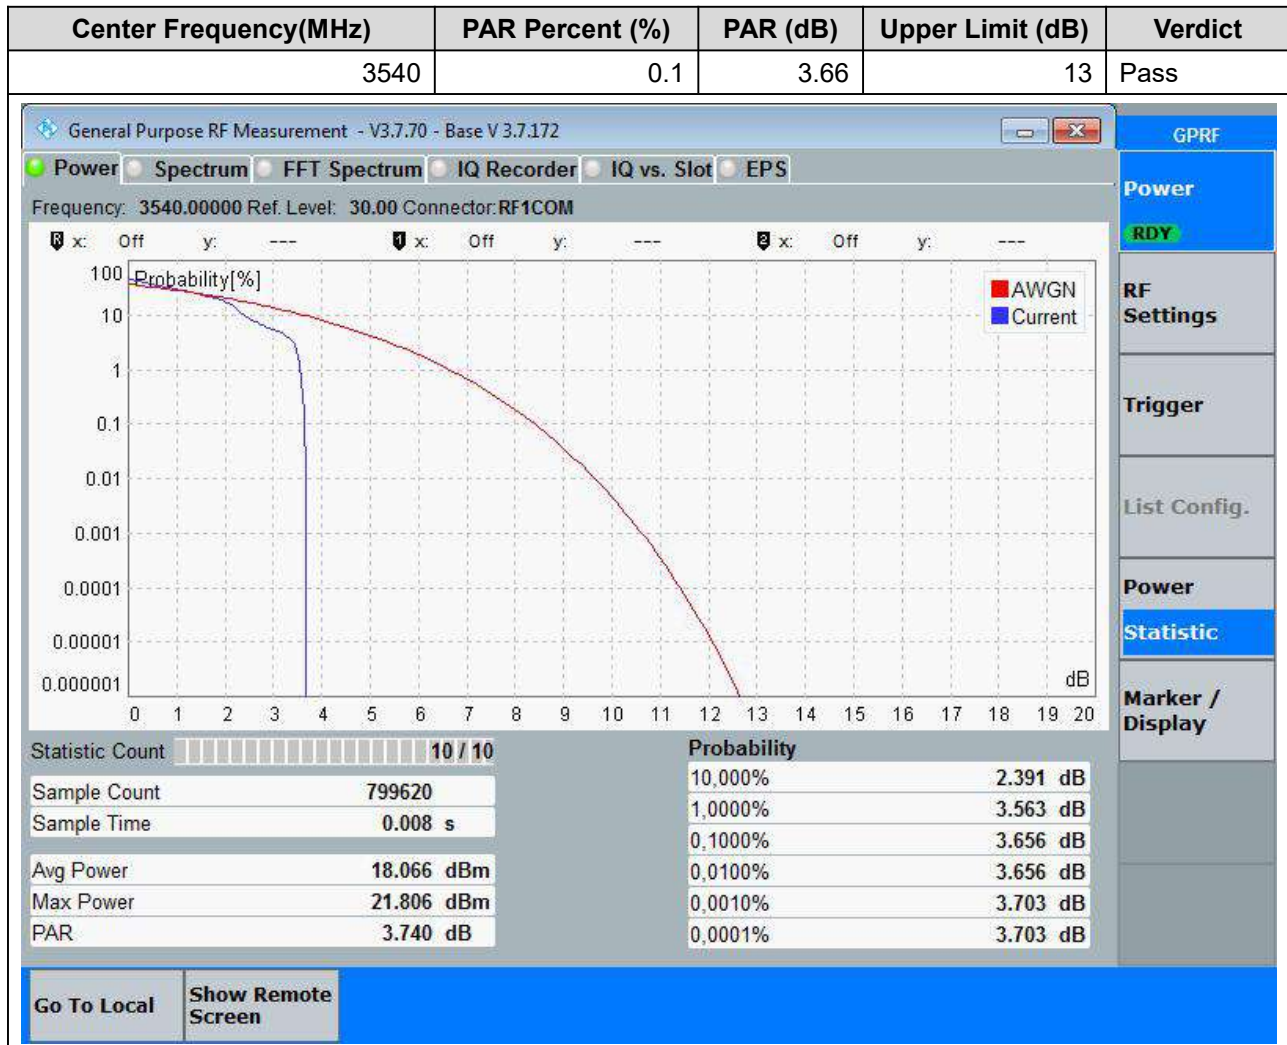 Center Frequency(MHz) PAR Percent (%) PAR (dB) Upper Limit (dB) Verdict
3540 0.1 3.66 13 Pass
General Purpose RF Measurement - V3.7.70 - Base V 3.7.172
GPRF
Power Spectrum FFT Spectrum IQ Recorder IQ vs. Slot EPS
Power
RDY
Frequency: 3540.00000 Ref. Level: 30.00 Connector: RF1COM
R x: Off y: --- 1 x: Off y: --- 2 x: Off y: ---
Probability[%]
100
10
1
0.1
0.01
0.001
0.0001
0.00001
0.000001
AWGN
Current
dB
0 1 2 3 4 5 6 7 8 9 10 11 12 13 14 15 16 17 18 19 20
RF
Settings
Trigger
List Config.
Power
Statistic
Marker /
Display
Statistic Count 10 / 10
Sample Count 799620
Sample Time 0.008 s
Avg Power 18.066 dBm
Max Power 21.806 dBm
PAR 3.740 dB
Probability
10,000% 2.391 dB
1,0000% 3.563 dB
0,1000% 3.656 dB
0,0100% 3.656 dB
0,0010% 3.703 dB
0,0001% 3.703 dB
Go To Local
Show Remote
Screen